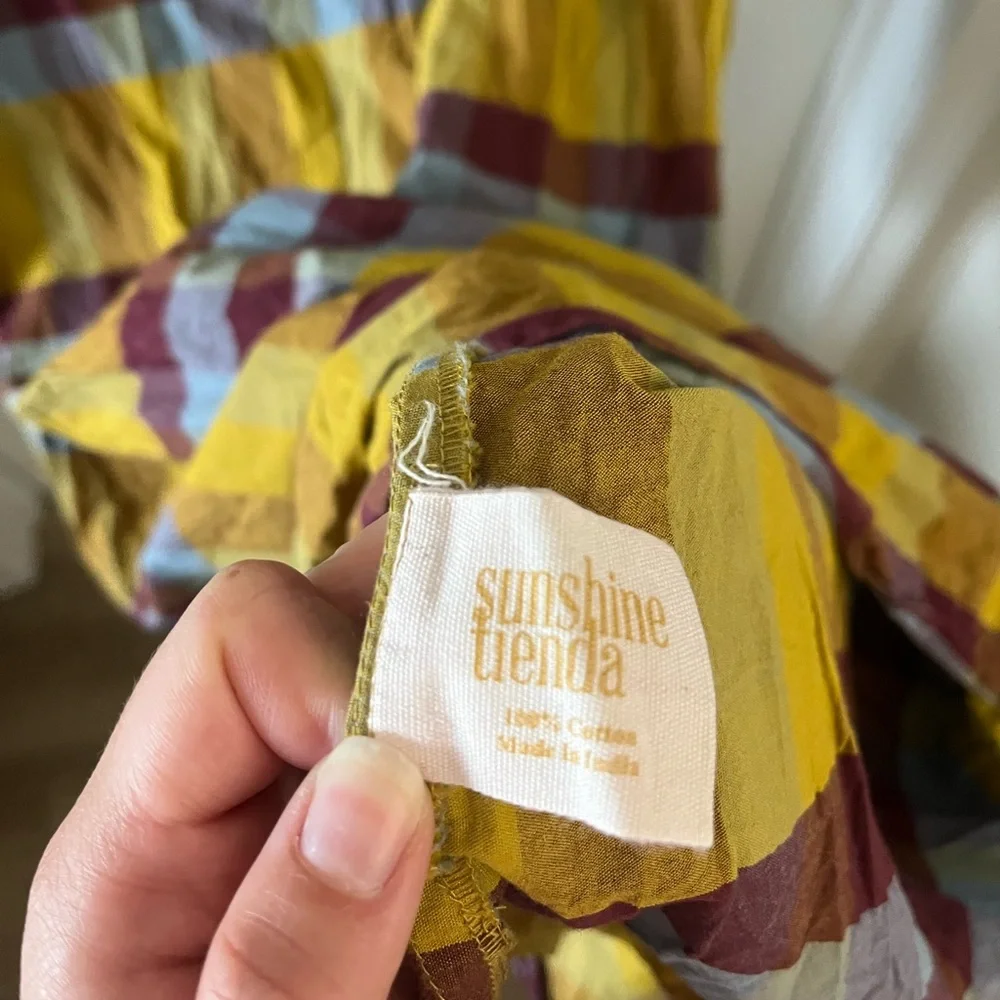 sunshine
tienda
100% Cotton
Made in India